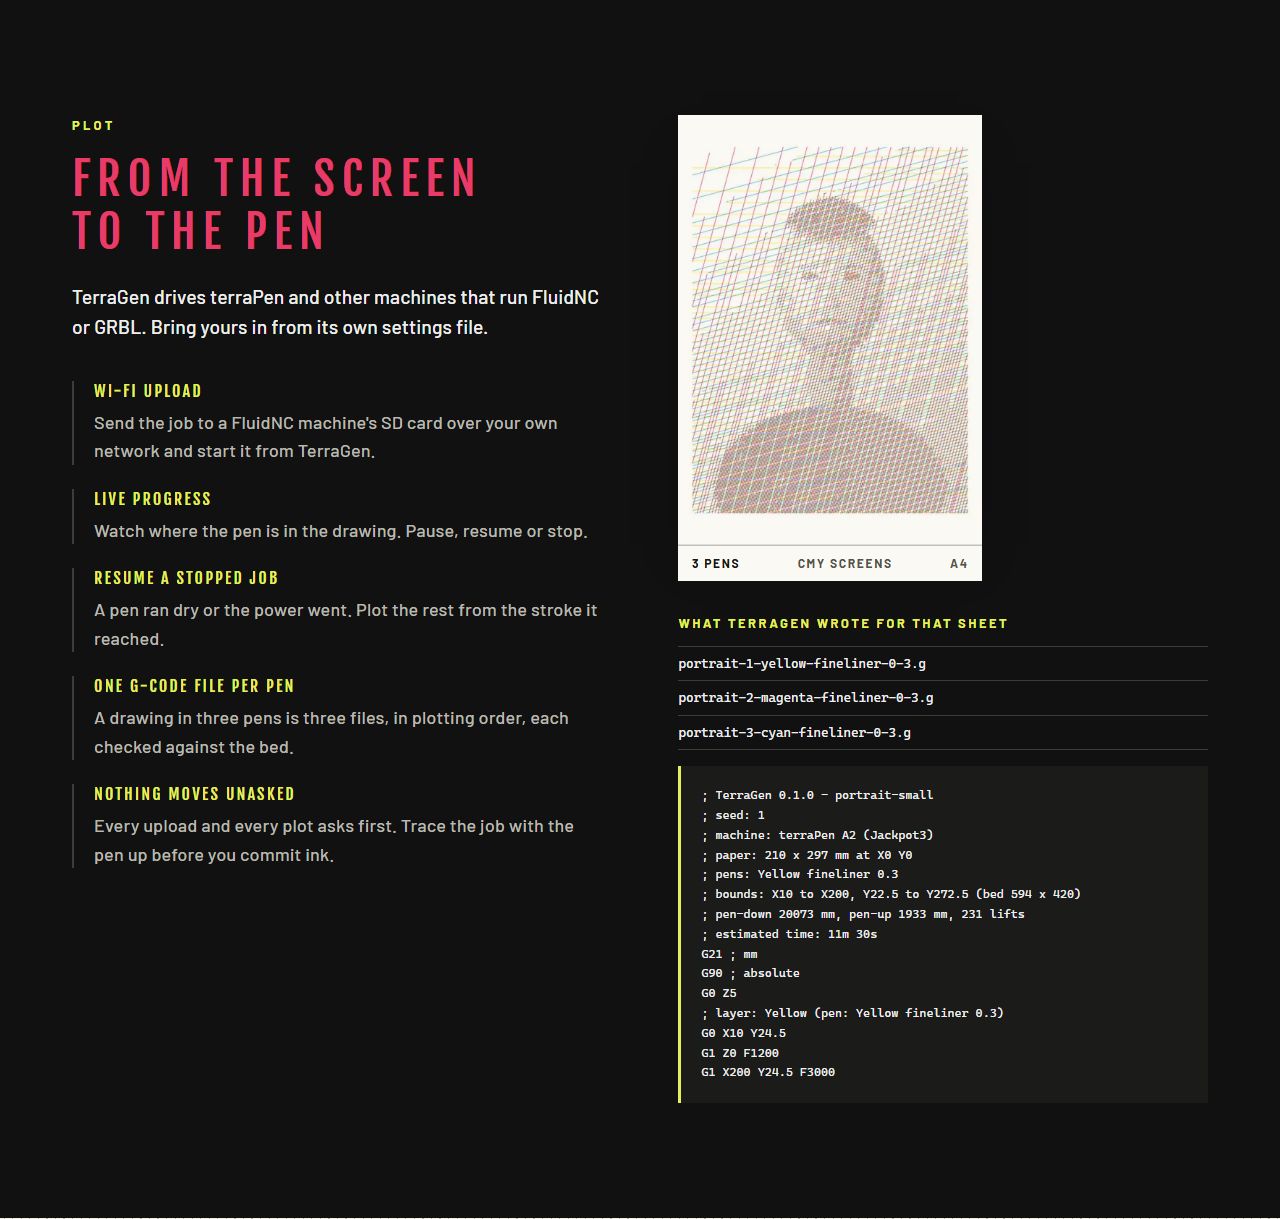 PLOT
FROM THE SCREEN
TO THE PEN
TerraGen drives terraPen and other machines that run FluidNC
or GRBL. Bring yours in from its own settings file.
WI-FI UPLOAD
Send the job to a FluidNC machine's SD card over your own
network and start it from TerraGen.
LIVE PROGRESS
Watch where the pen is in the drawing. Pause, resume or stop.
RESUME A STOPPED JOB
A pen ran dry or the power went. Plot the rest from the stroke it
reached.
ONE G-CODE FILE PER PEN
A drawing in three pens is three files, in plotting order, each
checked against the bed.
NOTHING MOVES UNASKED
Every upload and every plot asks first. Trace the job with the
pen up before you commit ink.
3 PENS CMY SCREENS A4
WHAT TERRAGEN WROTE FOR THAT SHEET
portrait-1-yellow-fineliner-0-3.g
portrait-2-magenta-fineliner-0-3.g
portrait-3-cyan-fineliner-0-3.g
; TerraGen 0.1.0 - portrait-small
; seed: 1
; machine: terraPen A2 (Jackpot3)
; paper: 210 x 297 mm at X0 Y0
; pens: Yellow fineliner 0.3
; bounds: X10 to X200, Y22.5 to Y272.5 (bed 594 x 420)
; pen-down 20073 mm, pen-up 1933 mm, 231 lifts
; estimated time: 11m 30s
G21 ; mm
G90 ; absolute
G0 Z5
; layer: Yellow (pen: Yellow fineliner 0.3)
G0 X10 Y24.5
G1 Z0 F1200
G1 X200 Y24.5 F3000